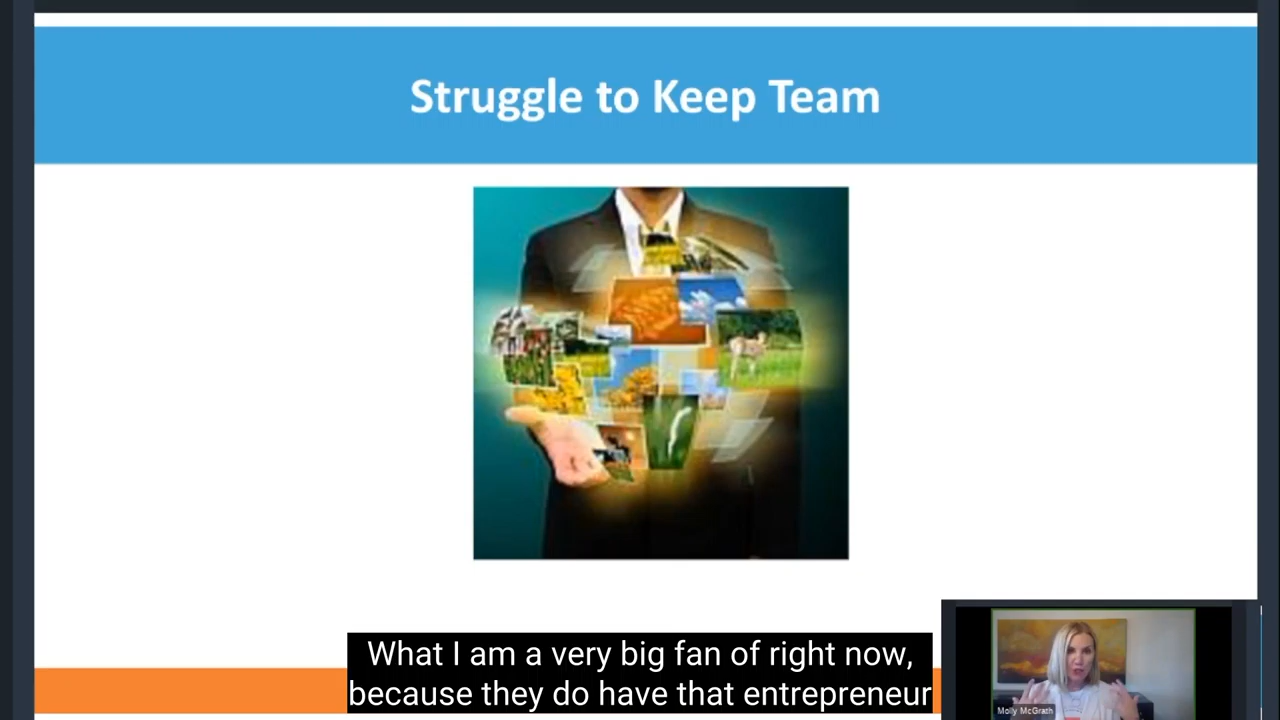 Struggle to Keep Team
What I am a very big fan of right now,
because they do have that entrepreneur
Molly McGrath